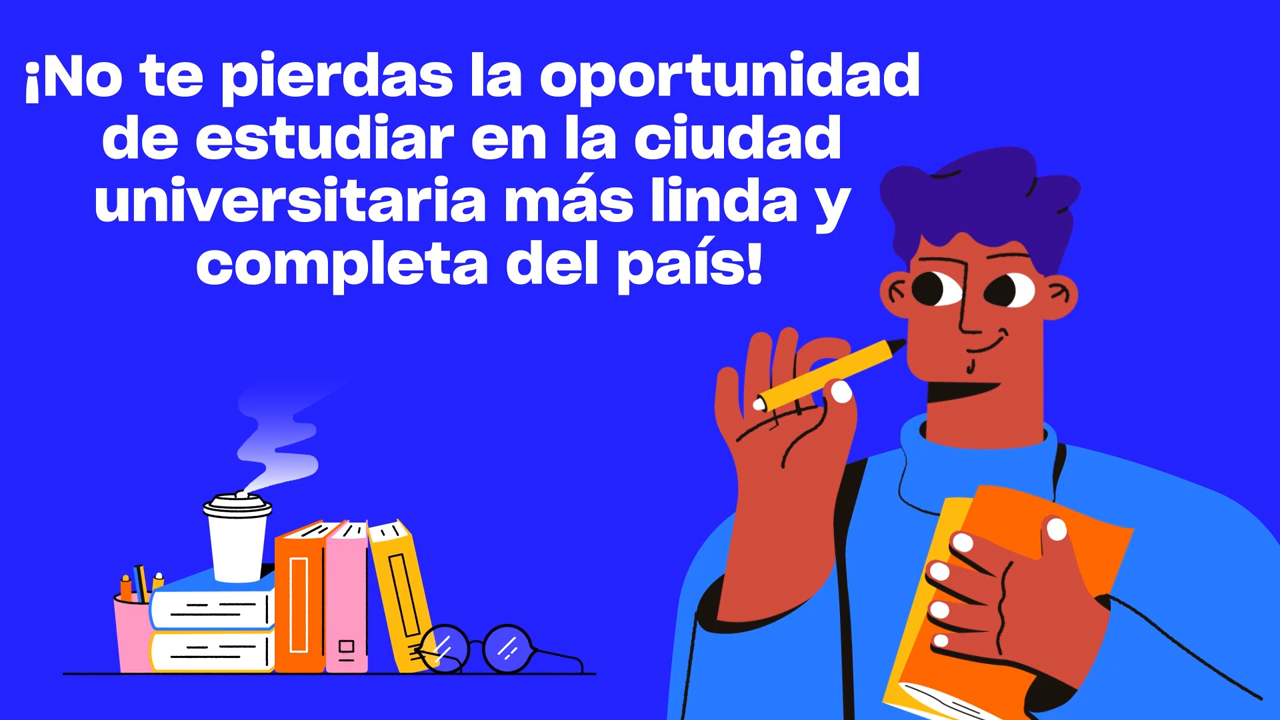 ¡No te pierdas la oportunidad
de estudiar en la ciudad
universitaria más linda y
completa del país!